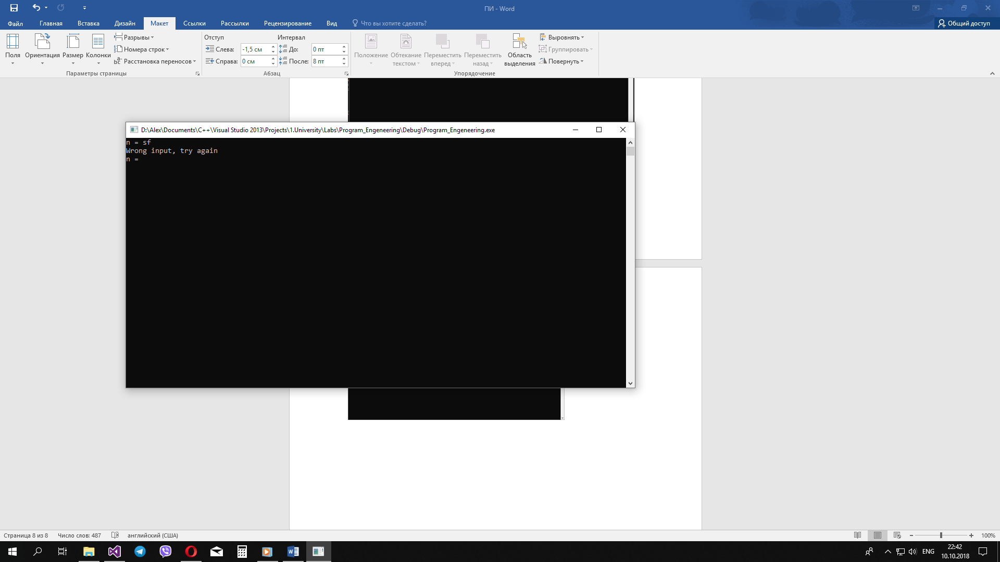 ПИ - Word
Файл
Главная
Вставка
Дизайн
Макет
Ссылки
Рассылки
Рецензирование
Вид
Что вы хотите сделать?
Общий доступ
Поля
Ориентация
Размер
Колонки
Разрывы
Номера строк
Расстановка переносов
Параметры страницы
Отступ
Слева: -1,5 см
Справа: 0 см
Интервал
До: 0 пт
После: 8 пт
Абзац
Положение
Обтекание
текстом
Переместить
вперед
Переместить
назад
Область
выделения
Выровнять
Группировать
Повернуть
Упорядочение
D:\Alex\Documents\C++\Visual Studio 2013\Projects\1.University\Labs\Program_Engeneering\Debug\Program_Engeneering.exe
n = sf
Wrong input, try again
n =
Страница 8 из 8
Число слов: 487
английский (США)
100%
ENG
22:42
10.10.2018